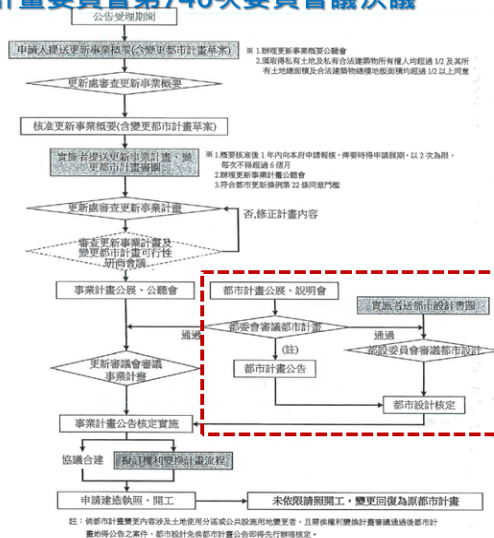 計畫委員會第746次委員會議決議
公告受理期間
申請人提送更新事業概要(含變更都市計畫草案)
※ 1.辦理更新事業概要公聽會
2.須取得私有土地及私有合法建築物所有權人均超過 1/2 及其所
有土地總面積及合法建築物總樓地板面積均超過 1/2 以上同意
更新處審查更新事業概要
核准更新事業概要(含變更都市計畫草案)
實施者提送更新事業計畫、變
更都市計畫書圖
※ 1.概要核准後 1 年內向本府申請報核，俾要時得申請展期，以 2 次為限，
每次不得超過 6 個月
2.辦理更新事業計畫公聽會
3.符合都市更新條例第 22 條同意門檻
更新處審查更新事業計畫
否,修正計畫內容
審查更新事業計畫及
變更都市計畫可行性
研商會議
事業計畫公展、公聽會
都市計畫公展、說明會
實施者送都市設計書圖
通過
都委會審議都市計畫
通過
(註)
都設委員會審議都市設計
更新審議會審議
事業計畫
都市計畫公告
都市設計核定
事業計畫公告核定實施
協議合建
擬訂權利變換計畫流程
申請建造執照、開工
未依限請照開工，變更回復為原都市計畫
註：倘都市計畫變更內容涉及土地使用分區或公共設施用地變更者，且需俟權利變換計畫審議通過後都市計
畫始得公告之案件，都市設計免俟都市計畫公告即得先行辦理核定。